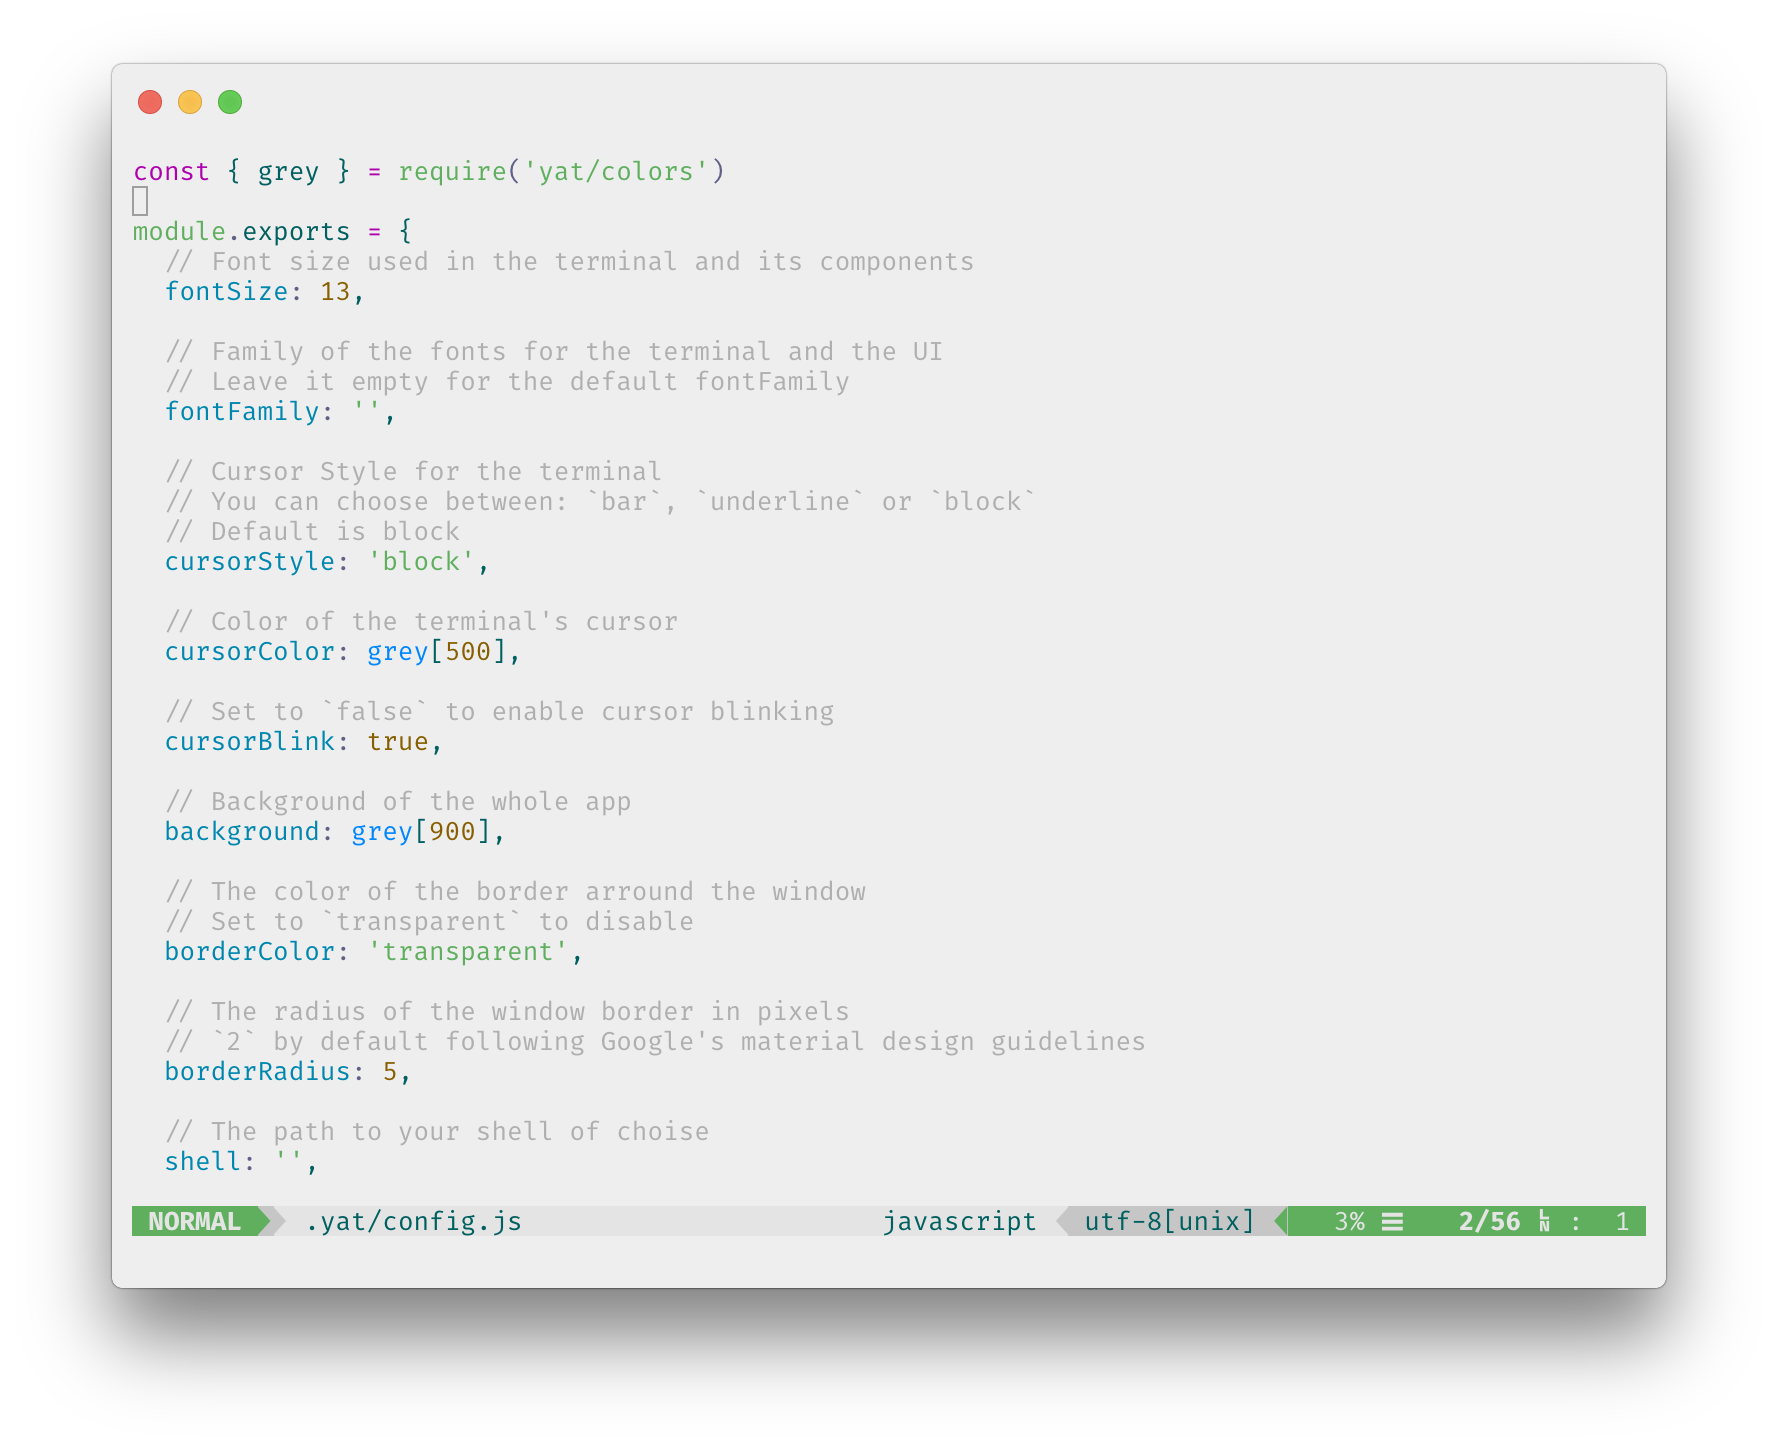 const { grey } = require('yat/colors')
module.exports = {
  // Font size used in the terminal and its components
  fontSize: 13,
  // Family of the fonts for the terminal and the UI
  // Leave it empty for the default fontFamily
  fontFamily: '',
  // Cursor Style for the terminal
  // You can choose between: `bar`, `underline` or `block`
  // Default is block
  cursorStyle: 'block',
  // Color of the terminal's cursor
  cursorColor: grey[500],
  // Set to `false` to enable cursor blinking
  cursorBlink: true,
  // Background of the whole app
  background: grey[900],
  // The color of the border arround the window
  // Set to `transparent` to disable
  borderColor: 'transparent',
  // The radius of the window border in pixels
  // `2` by default following Google's material design guidelines
  borderRadius: 5,
  // The path to your shell of choise
  shell: '',
NORMAL .yat/config.js javascript utf-8[unix] 3% ☰ 2/56 LN : 1